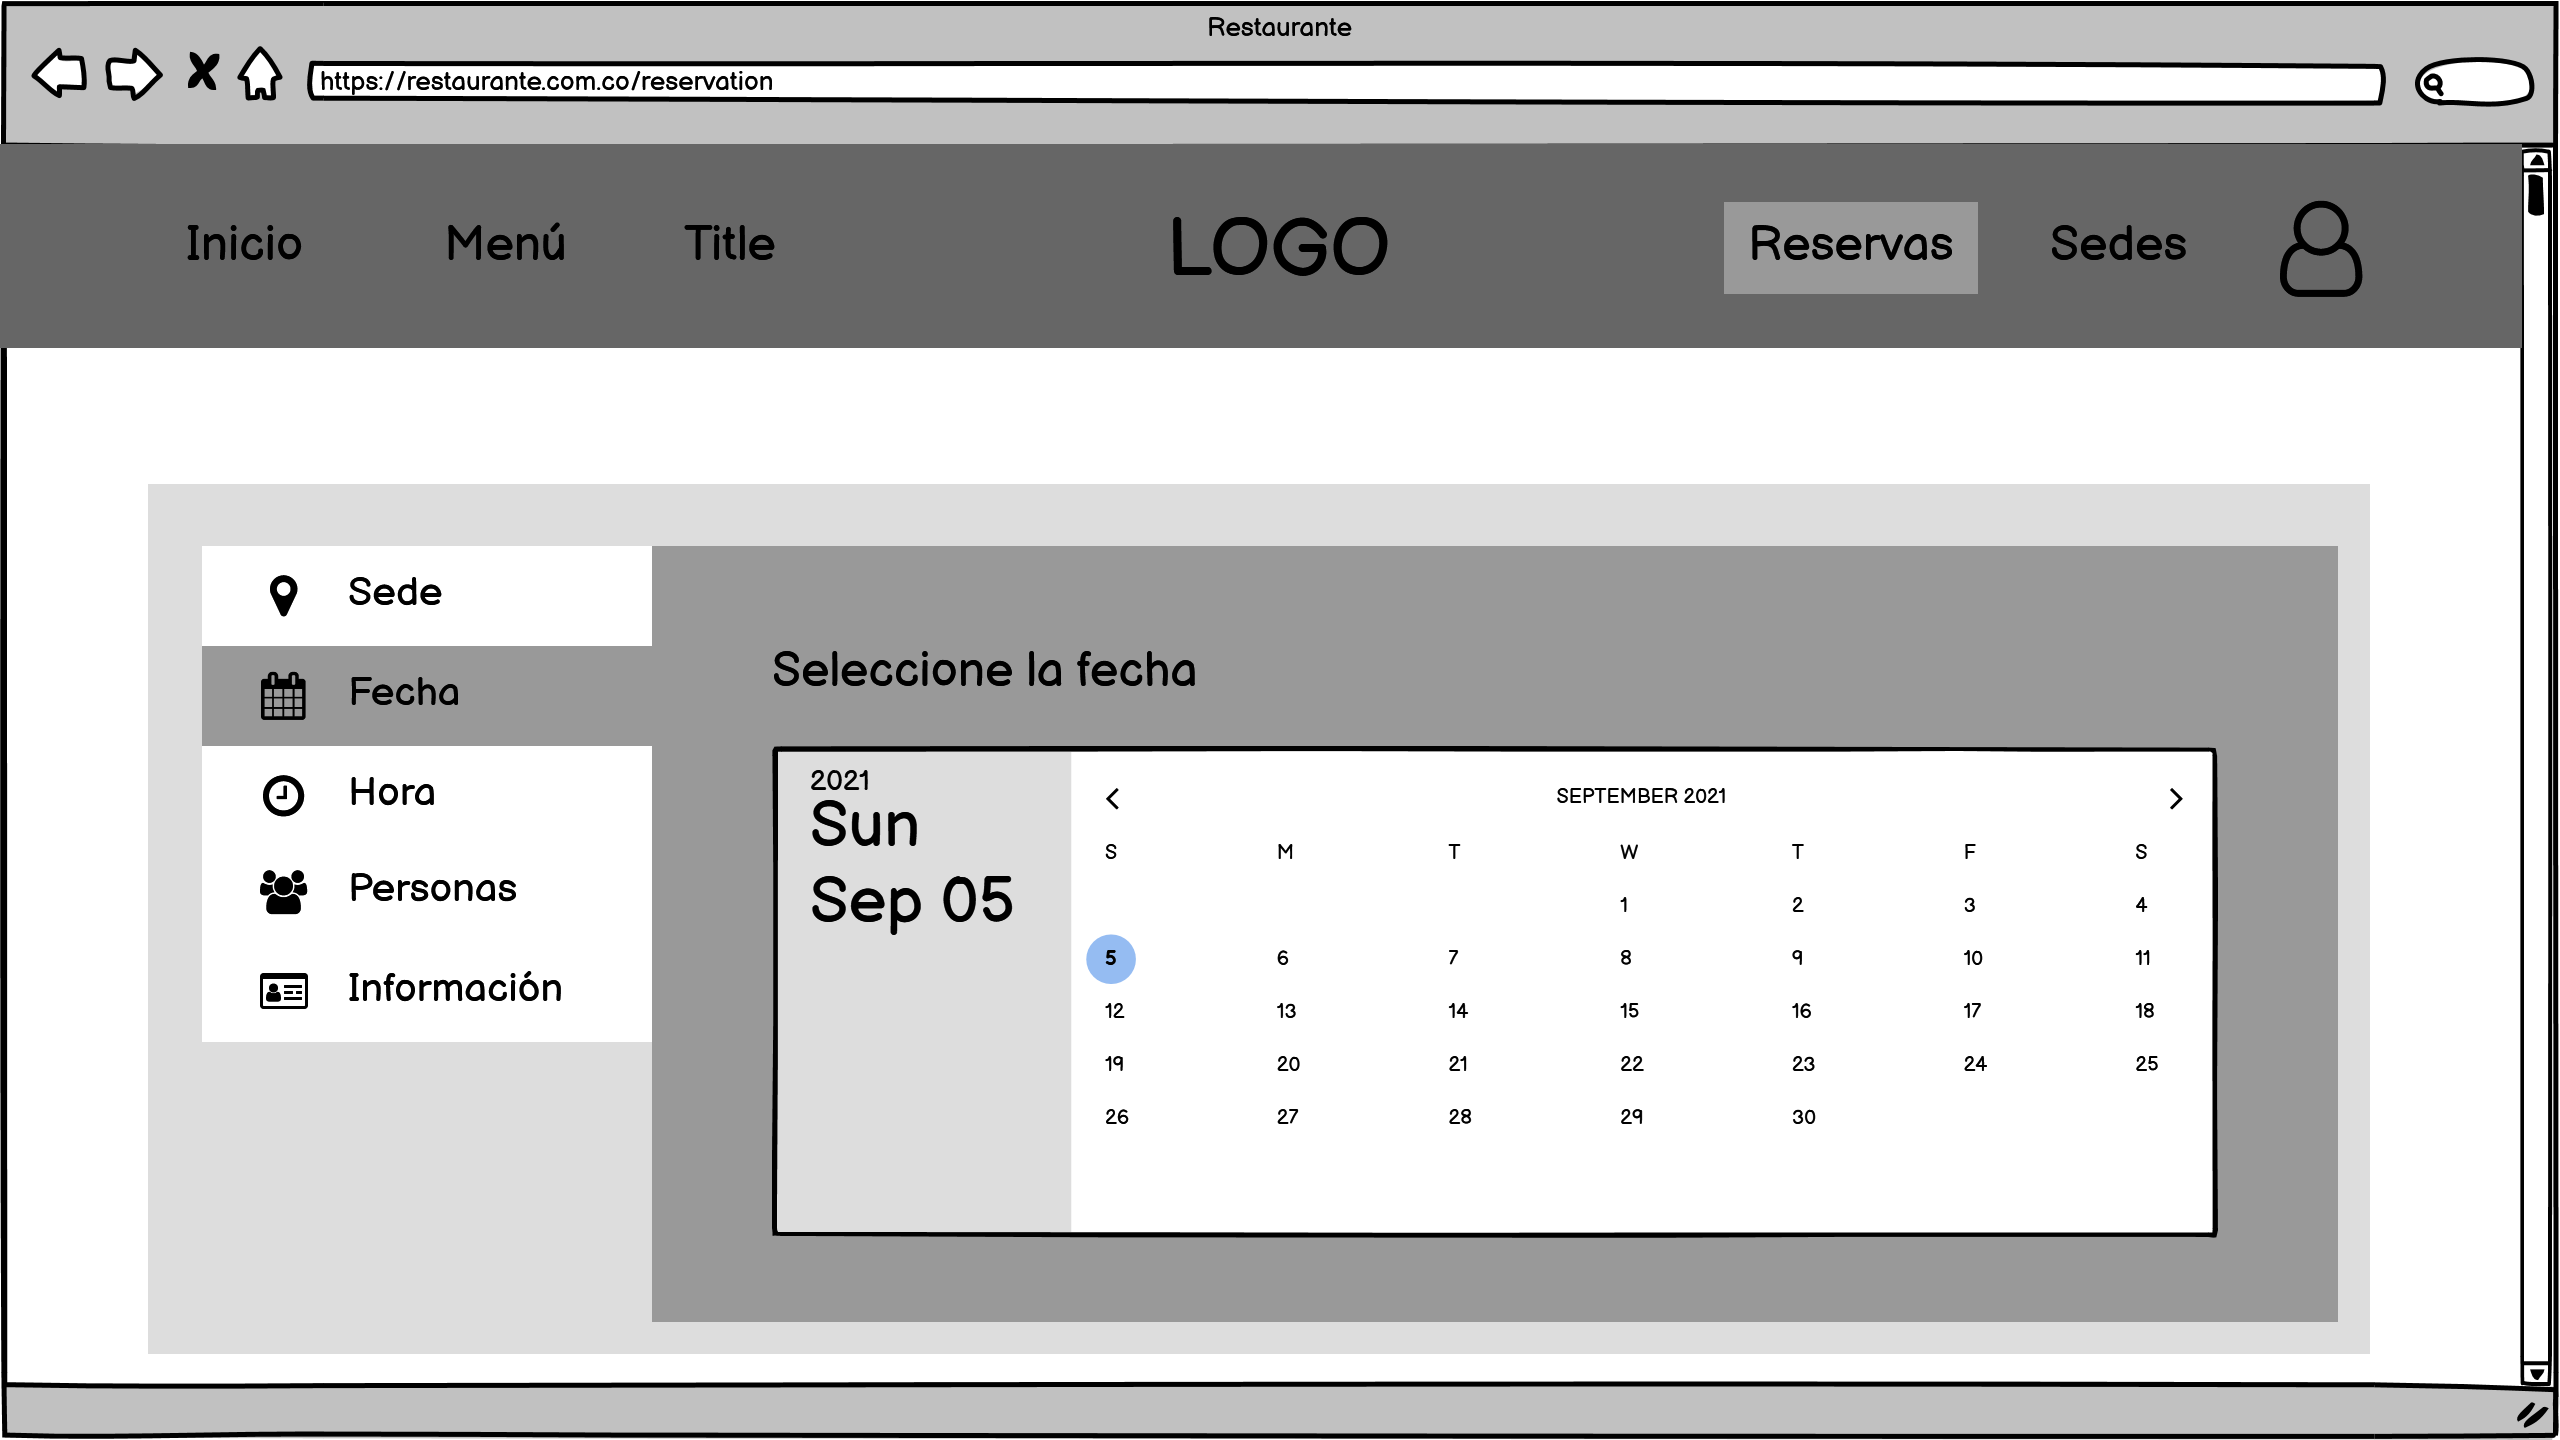 Restaurante
https://restaurante.com.co/reservation
Inicio Menú Title LOGO Reservas Sedes
Sede
Fecha
Hora
Personas
Información
Seleccione la fecha
2021
Sun
Sep 05
SEPTEMBER 2021
S M T W T F S
1 2 3 4
5 6 7 8 9 10 11
12 13 14 15 16 17 18
19 20 21 22 23 24 25
26 27 28 29 30